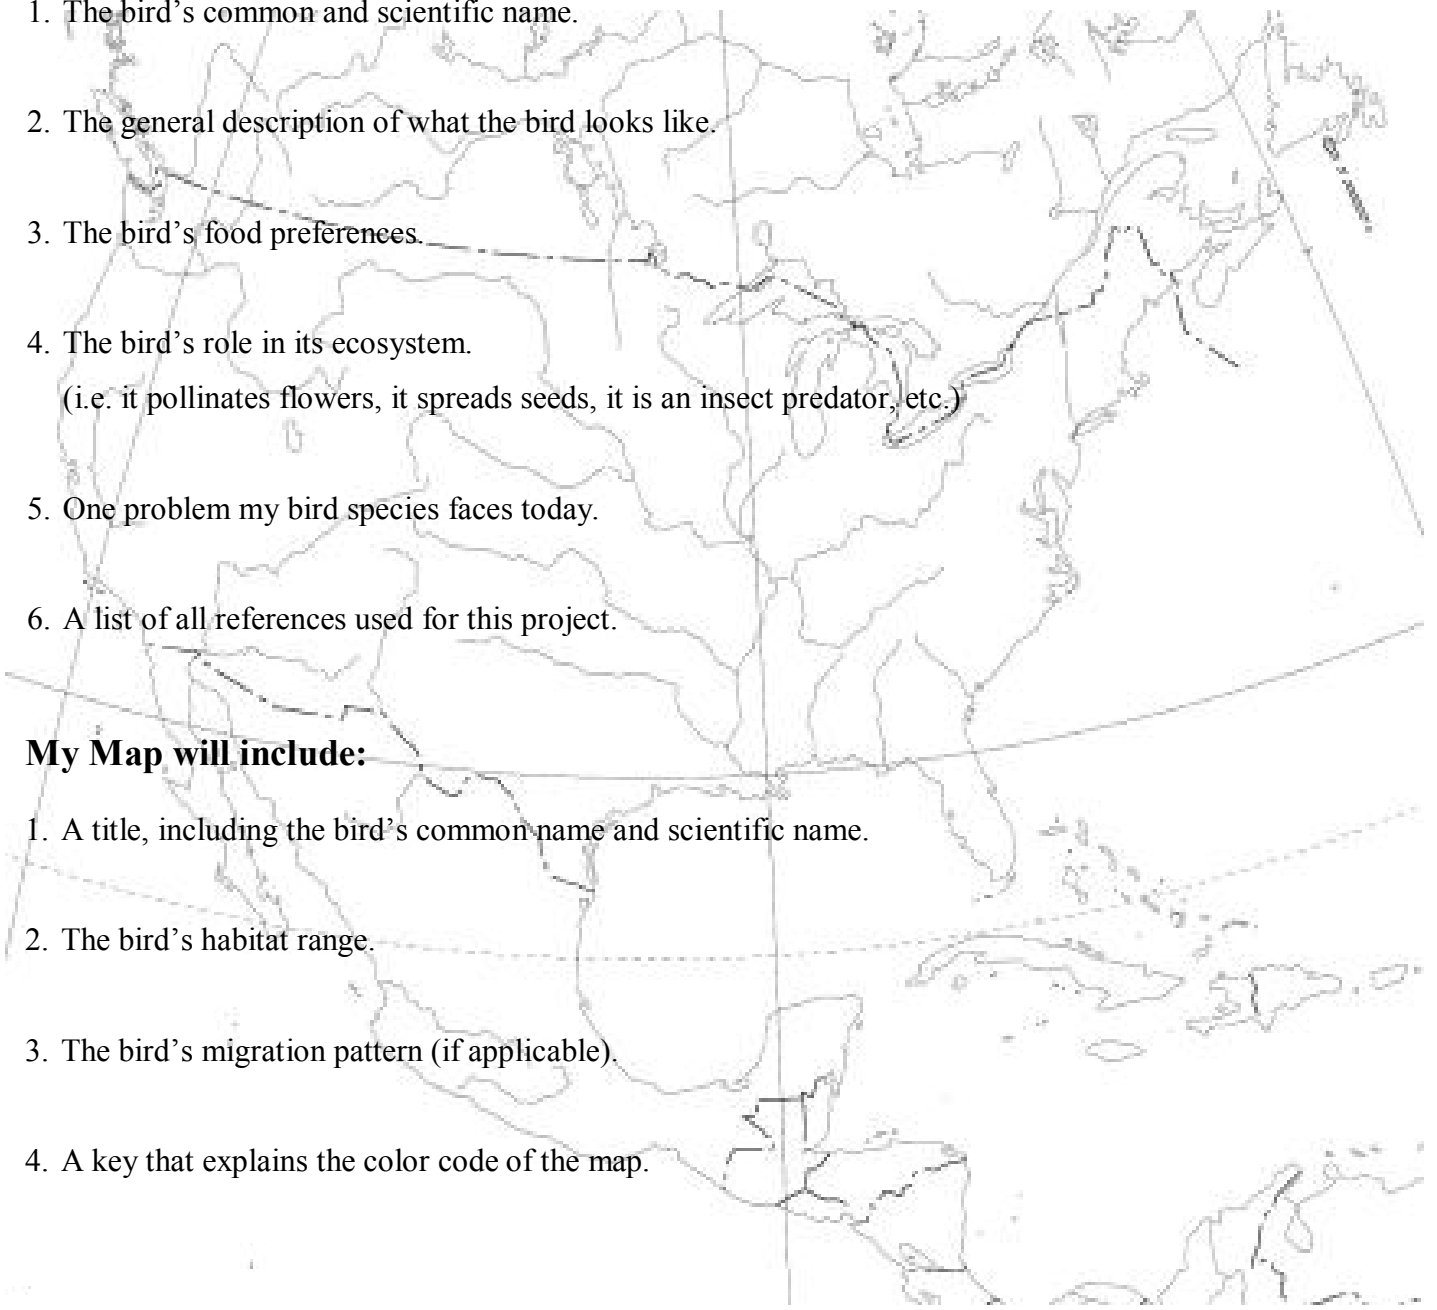 1. The bird’s common and scientific name.
2. The general description of what the bird looks like.
3. The bird’s food preferences.
4. The bird’s role in its ecosystem.
(i.e. it pollinates flowers, it spreads seeds, it is an insect predator, etc.)
5. One problem my bird species faces today.
6. A list of all references used for this project.
My Map will include:
1. A title, including the bird’s common name and scientific name.
2. The bird’s habitat range.
3. The bird’s migration pattern (if applicable).
4. A key that explains the color code of the map.